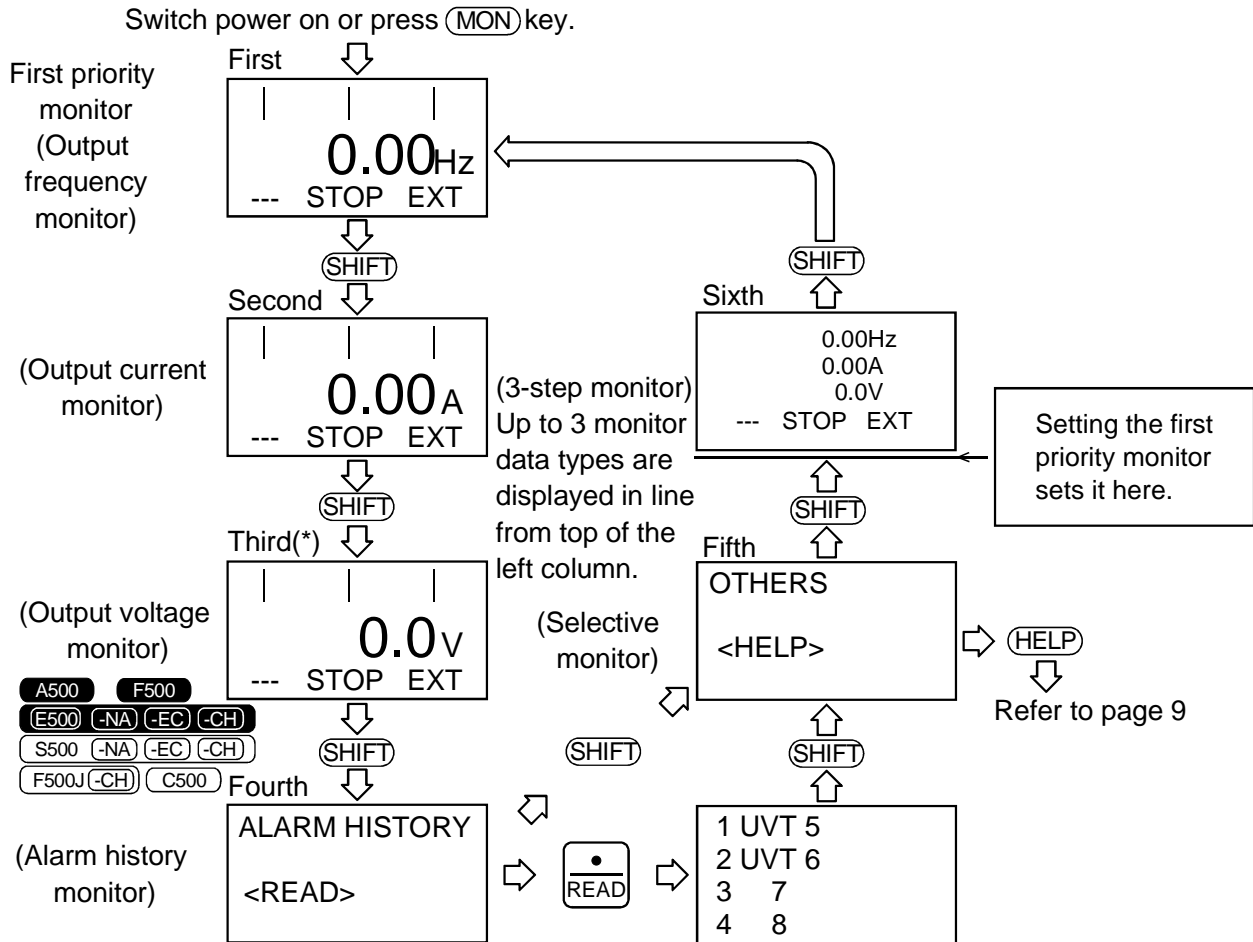 Switch power on or press MON key.
First priority
monitor
(Output
frequency
monitor)
First
0.00Hz
--- STOP EXT
SHIFT
(Output current
monitor)
Second
0.00A
--- STOP EXT
SHIFT
(Output voltage
monitor)
Third(*)
0.0V
--- STOP EXT
A500 F500
E500 -NA -EC -CH
S500 -NA -EC -CH
F500J -CH C500
SHIFT
(Alarm history
monitor)
Fourth
ALARM HISTORY
<READ>
•
READ
1 UVT 5
2 UVT 6
3 7
4 8
SHIFT
SHIFT
(Selective
monitor)
Fifth
OTHERS
<HELP>
HELP
Refer to page 9
SHIFT
(3-step monitor)
Up to 3 monitor
data types are
displayed in line
from top of the
left column.
Sixth
0.00Hz
0.00A
0.0V
--- STOP EXT
Setting the first
priority monitor
sets it here.
SHIFT